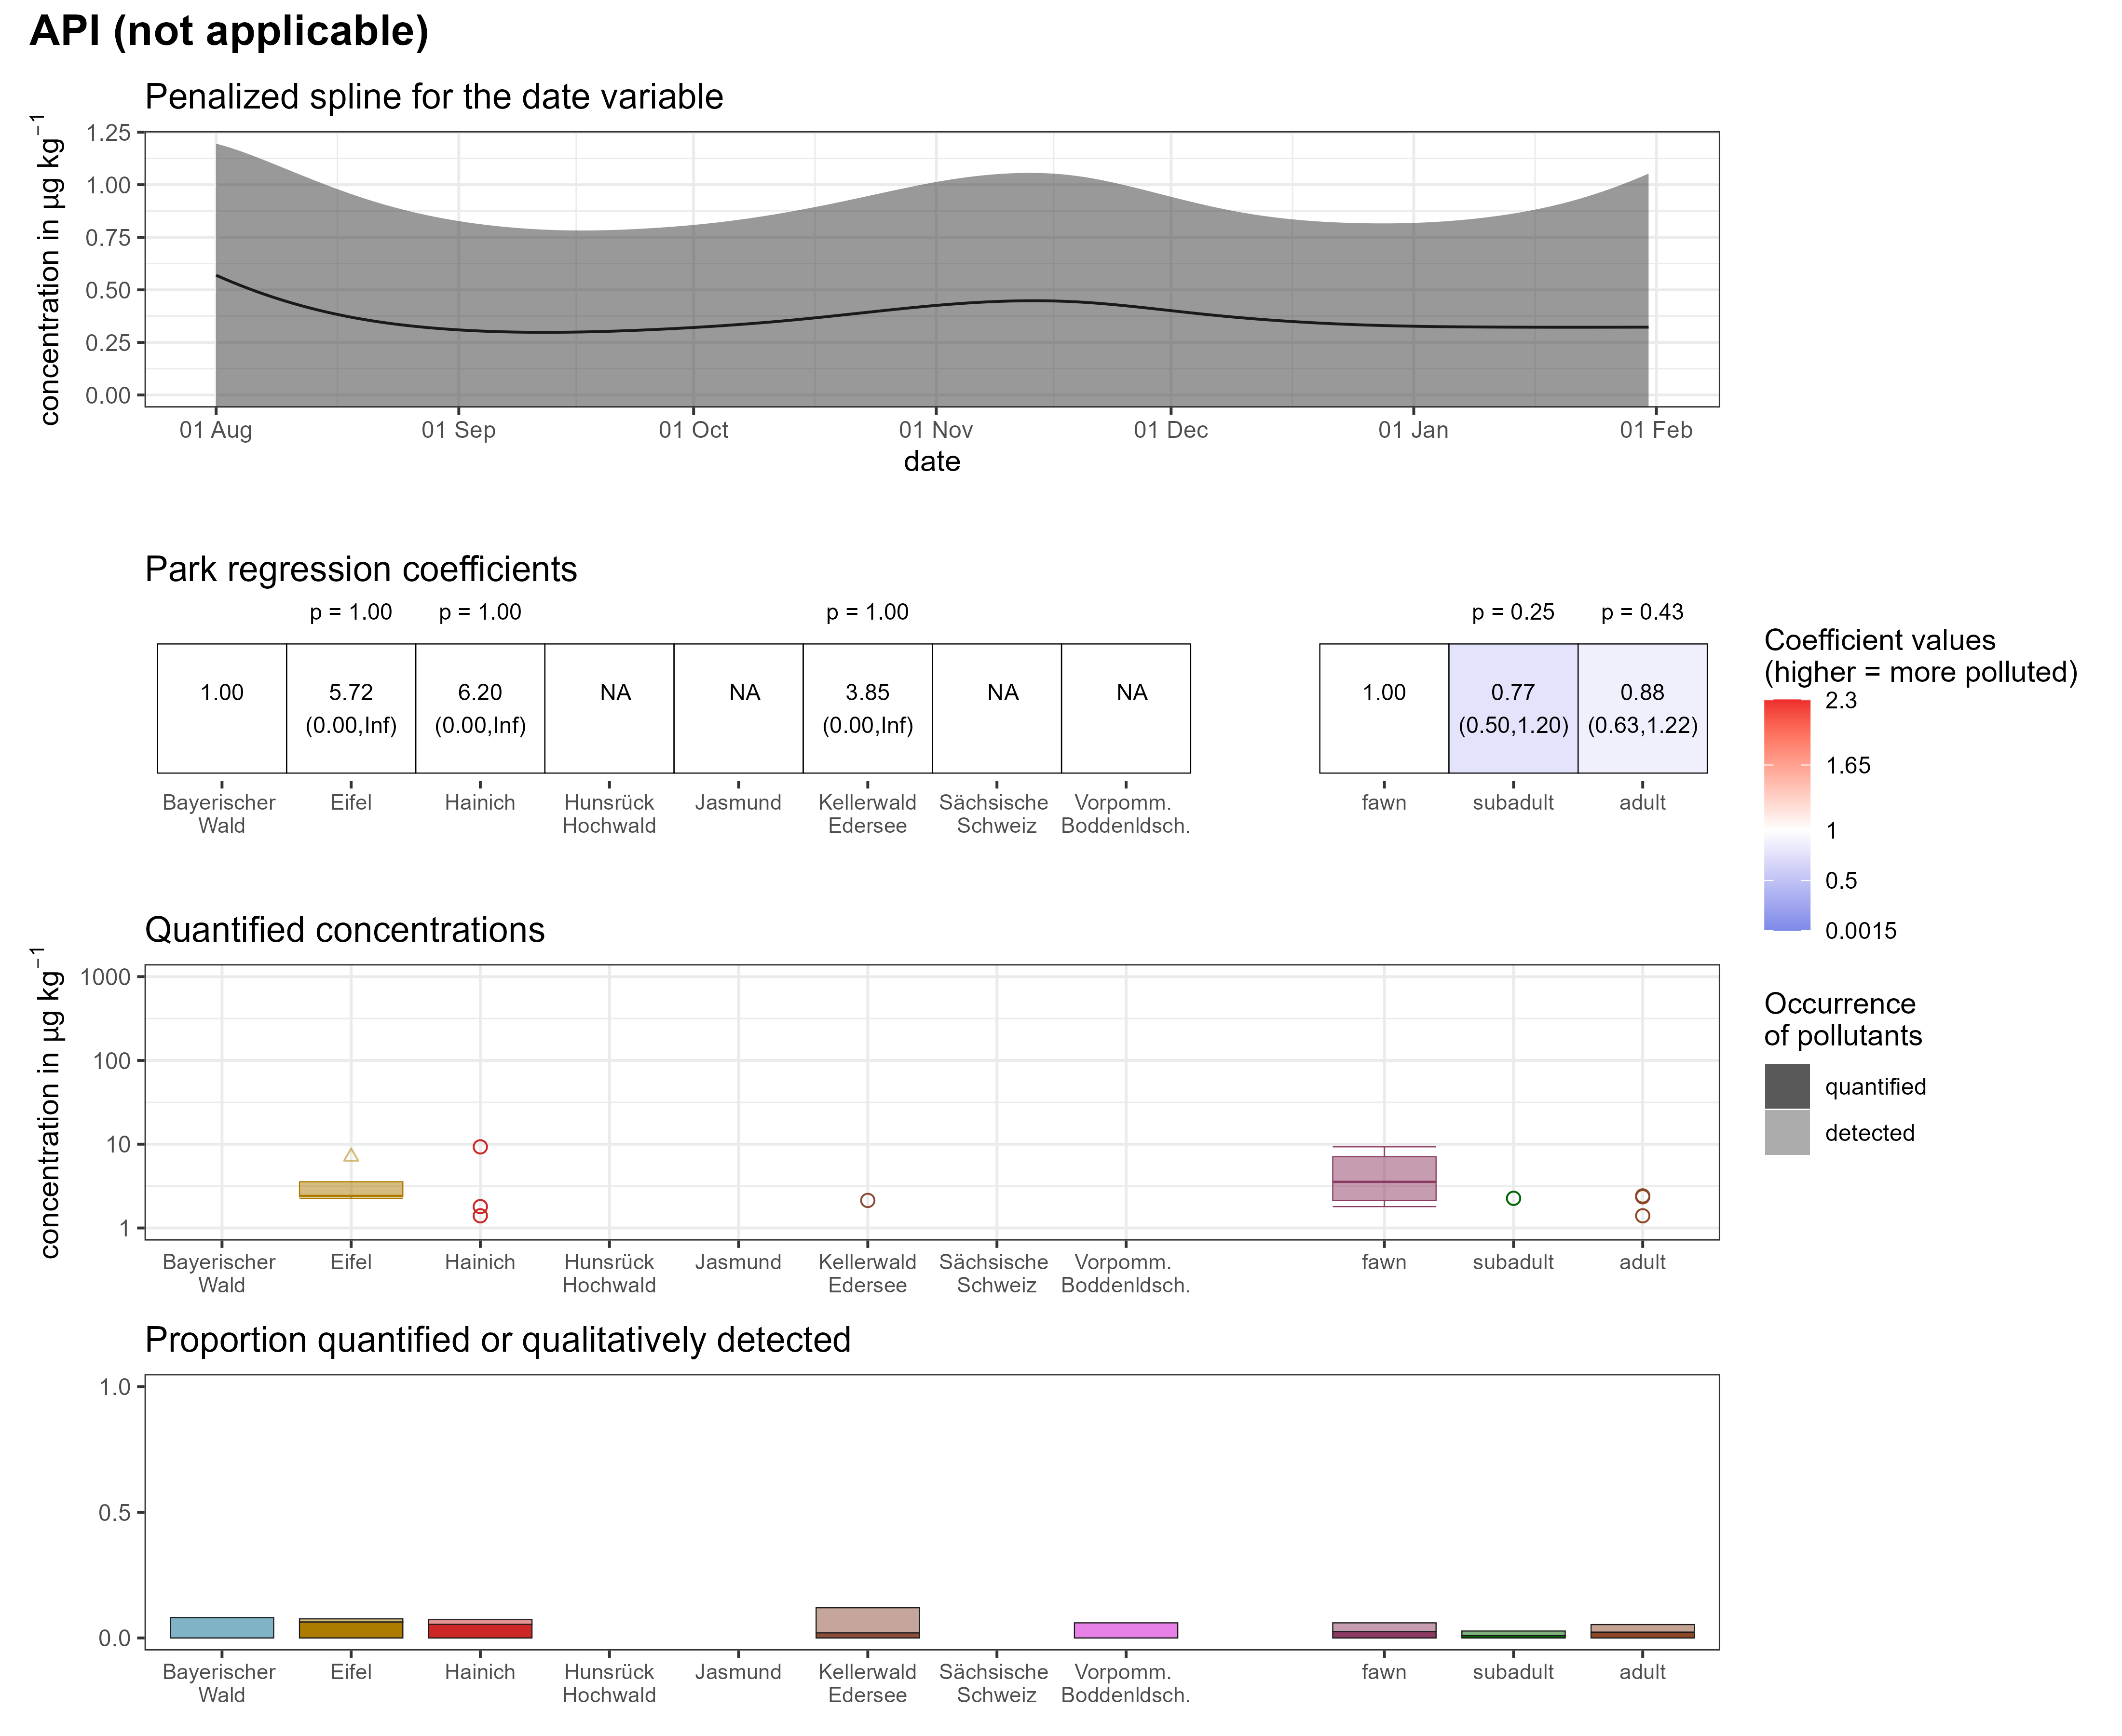 API (not applicable)
Penalized spline for the date variable
concentration in µg kg⁻¹
1.25
1.00
0.75
0.50
0.25
0.00
01 Aug 01 Sep 01 Oct 01 Nov 01 Dec 01 Jan 01 Feb
date
Park regression coefficients
p = 1.00 p = 1.00 p = 1.00 p = 0.25 p = 0.43
1.00 5.72 6.20 NA NA 3.85 NA NA 1.00 0.77 0.88
(0.00,Inf) (0.00,Inf) (0.00,Inf) (0.50,1.20) (0.63,1.22)
Bayerischer Eifel Hainich Hunsrück Jasmund Kellerwald Sächsische Vorpomm. fawn subadult adult
Wald Hochwald Edersee Schweiz Boddenldsch.
Coefficient values
(higher = more polluted)
2.3
1.65
1
0.5
0.0015
Quantified concentrations
concentration in µg kg⁻¹
1000
100
10
1
Bayerischer Eifel Hainich Hunsrück Jasmund Kellerwald Sächsische Vorpomm. fawn subadult adult
Wald Hochwald Edersee Schweiz Boddenldsch.
Occurrence
of pollutants
quantified
detected
Proportion quantified or qualitatively detected
1.0
0.5
0.0
Bayerischer Eifel Hainich Hunsrück Jasmund Kellerwald Sächsische Vorpomm. fawn subadult adult
Wald Hochwald Edersee Schweiz Boddenldsch.